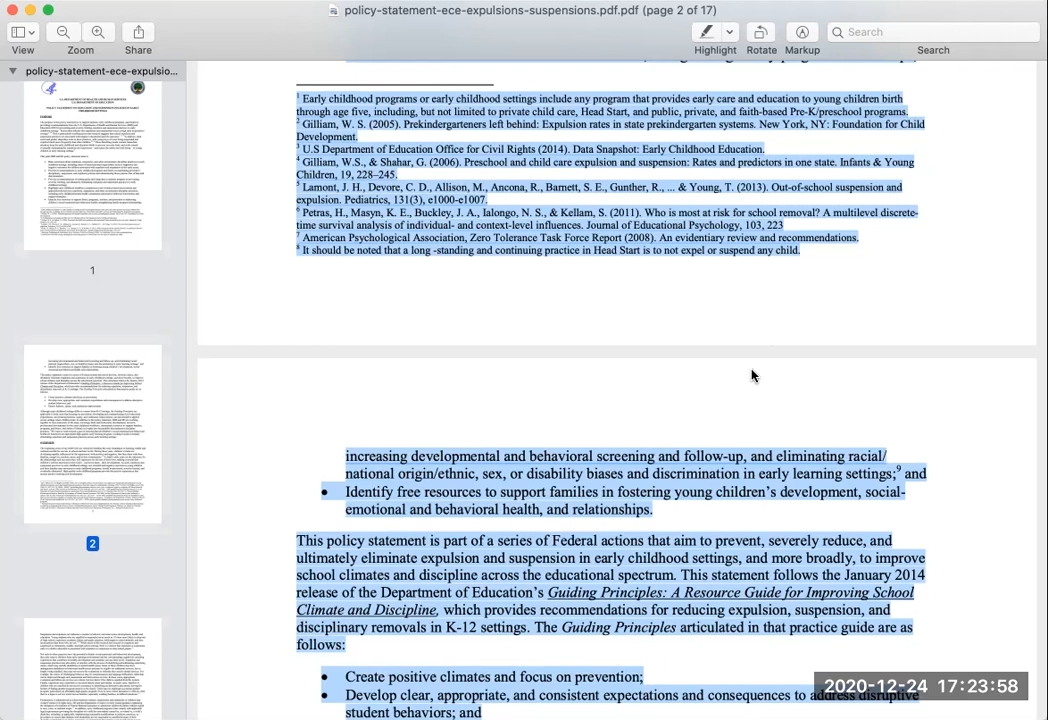 policy-statement-ece-expulsions-suspensions.pdf.pdf (page 2 of 17)
View
Zoom
Share
Highlight
Rotate
Markup
Search
Search
policy-statement-ece-expulsio...
1
2
1 Early childhood programs or early childhood settings include any program that provides early care and education to young children birth
through age five, including, but not limited to private child care, Head Start, and public, private, and faith-based Pre-K/preschool programs.
2 Gilliam, W. S. (2005). Prekindergarteners left behind: Expulsion rates in state prekindergarten systems. New York, NY: Foundation for Child
Development.
3 U.S Department of Education Office for Civil Rights (2014). Data Snapshot: Early Childhood Education.
4 Gilliam, W.S., & Shahar, G. (2006). Preschool and child care expulsion and suspension: Rates and predictors in one state. Infants & Young
Children, 19, 228–245.
5 Lamont, J. H., Devore, C. D., Allison, M., Ancona, R., Barnett, S. E., Gunther, R., ... & Young, T. (2013). Out-of-school suspension and
expulsion. Pediatrics, 131(3), e1000-e1007.
6 Petras, H., Masyn, K. E., Buckley, J. A., Ialongo, N. S., & Kellam, S. (2011). Who is most at risk for school removal? A multilevel discrete-
time survival analysis of individual- and context-level influences. Journal of Educational Psychology, 103, 223
7 American Psychological Association, Zero Tolerance Task Force Report (2008). An evidentiary review and recommendations.
8 It should be noted that a long -standing and continuing practice in Head Start is to not expel or suspend any child.
increasing developmental and behavioral screening and follow-up, and eliminating racial/
national origin/ethnic, sex, or disability biases and discrimination in early learning settings;9 and
• Identify free resources to support families in fostering young children's development, social-
emotional and behavioral health, and relationships.
This policy statement is part of a series of Federal actions that aim to prevent, severely reduce, and
ultimately eliminate expulsion and suspension in early childhood settings, and more broadly, to improve
school climates and discipline across the educational spectrum. This statement follows the January 2014
release of the Department of Education's Guiding Principles: A Resource Guide for Improving School
Climate and Discipline, which provides recommendations for reducing expulsion, suspension, and
disciplinary removals in K-12 settings. The Guiding Principles articulated in that practice guide are as
follows:
• Create positive climates and focus on prevention;
• Develop clear, appropriate, and consistent expectations and consequences to address disruptive
student behaviors; and
2020-12-24 17:23:58